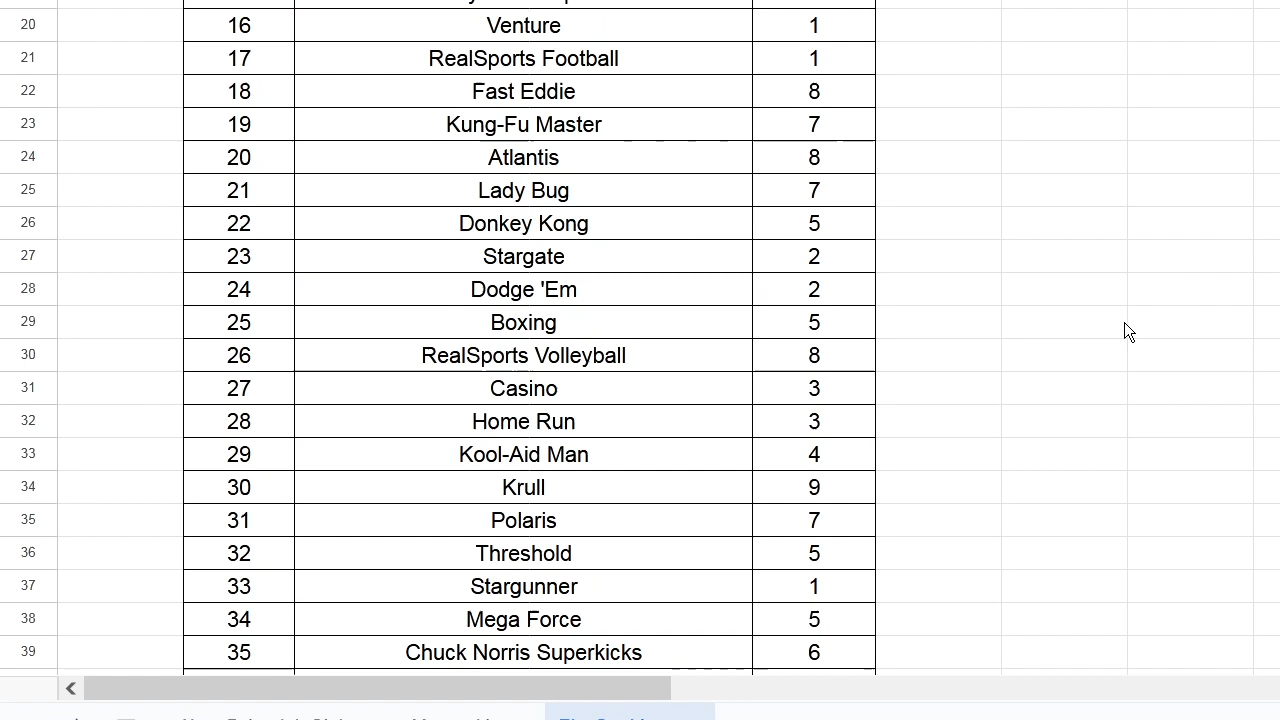 20 16 Venture 1
21 17 RealSports Football 1
22 18 Fast Eddie 8
23 19 Kung-Fu Master 7
24 20 Atlantis 8
25 21 Lady Bug 7
26 22 Donkey Kong 5
27 23 Stargate 2
28 24 Dodge 'Em 2
29 25 Boxing 5
30 26 RealSports Volleyball 8
31 27 Casino 3
32 28 Home Run 3
33 29 Kool-Aid Man 4
34 30 Krull 9
35 31 Polaris 7
36 32 Threshold 5
37 33 Stargunner 1
38 34 Mega Force 5
39 35 Chuck Norris Superkicks 6